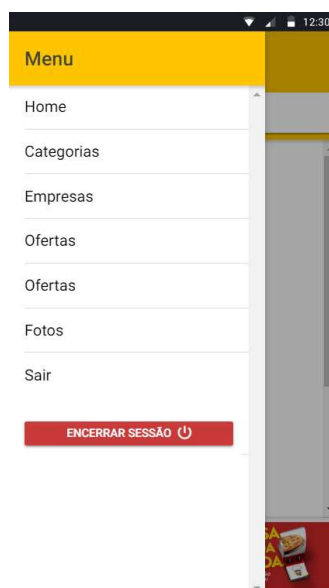 12:30
Menu
Home
Categorias
Empresas
Ofertas
Ofertas
Fotos
Sair
ENCERRAR SESSÃO